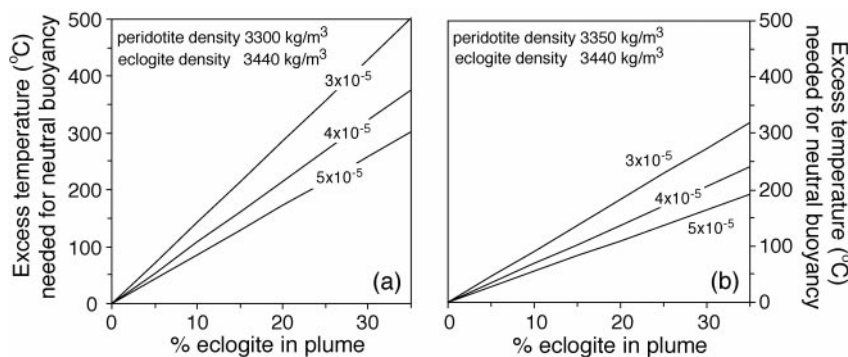 Excess temperature (°C)
needed for neutral buoyancy
500
400
300
200
100
0
peridotite density 3300 kg/m³
eclogite density 3440 kg/m³
3x10⁻⁵
4x10⁻⁵
5x10⁻⁵
(a)
0 10 20 30
% eclogite in plume
peridotite density 3350 kg/m³
eclogite density 3440 kg/m³
3x10⁻⁵
4x10⁻⁵
5x10⁻⁵
(b)
0 10 20 30
% eclogite in plume
500
400
300
200
100
0
Excess temperature (°C)
needed for neutral buoyancy